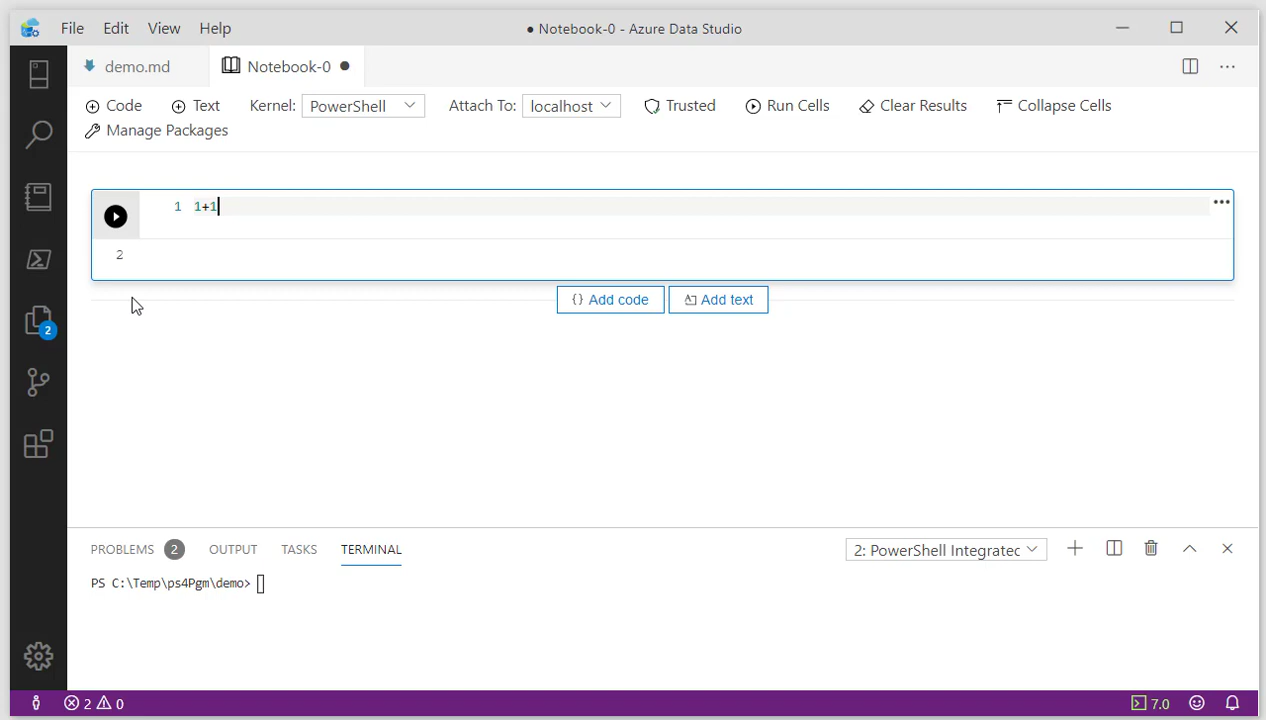 File Edit View Help ● Notebook-0 - Azure Data Studio
demo.md Notebook-0 ●
Code Text Kernel: PowerShell Attach To: localhost Trusted Run Cells Clear Results Collapse Cells
Manage Packages
1 1+1
2
{} Add code Add text
2
PROBLEMS 2 OUTPUT TASKS TERMINAL 2: PowerShell Integratec
PS C:\Temp\ps4Pgm\demo>
2 0 7.0